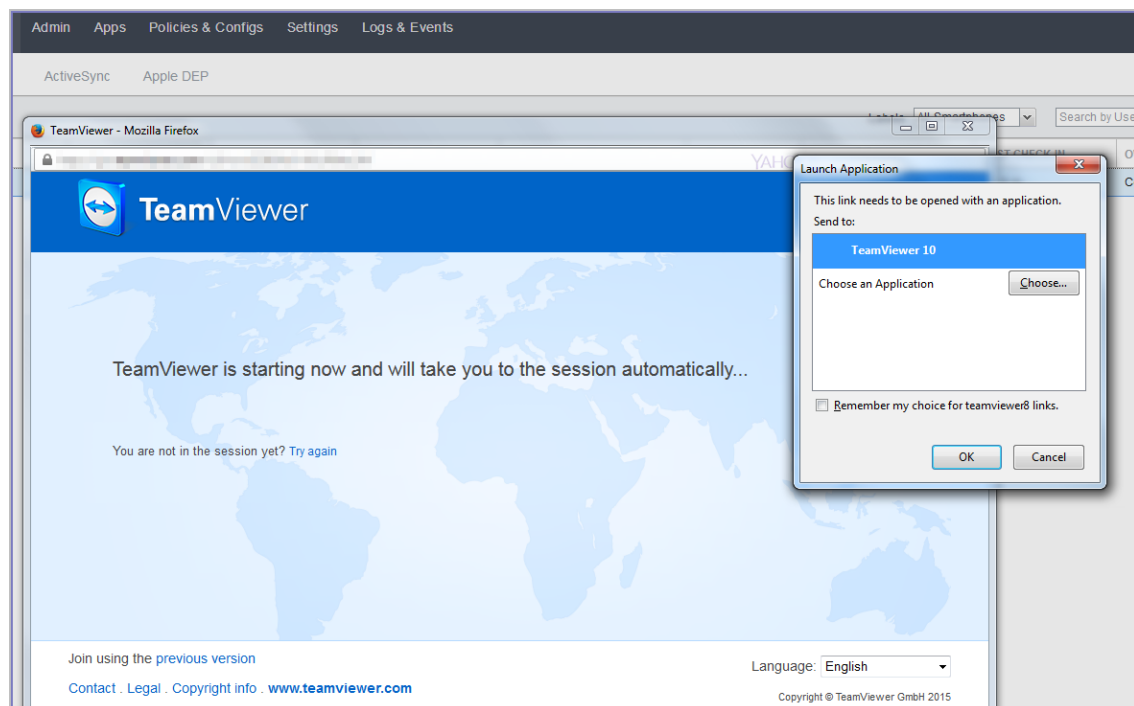 Admin Apps Policies & Configs Settings Logs & Events
ActiveSync Apple DEP
Labels All Smartphones Search by Use
TeamViewer - Mozilla Firefox
TeamViewer
TeamViewer is starting now and will take you to the session automatically...
You are not in the session yet? Try again
Join using the previous version
Contact . Legal . Copyright info . www.teamviewer.com
Language: English
Copyright © TeamViewer GmbH 2015
Launch Application
This link needs to be opened with an application.
Send to:
TeamViewer 10
Choose an Application Choose...
Remember my choice for teamviewer8 links.
OK Cancel